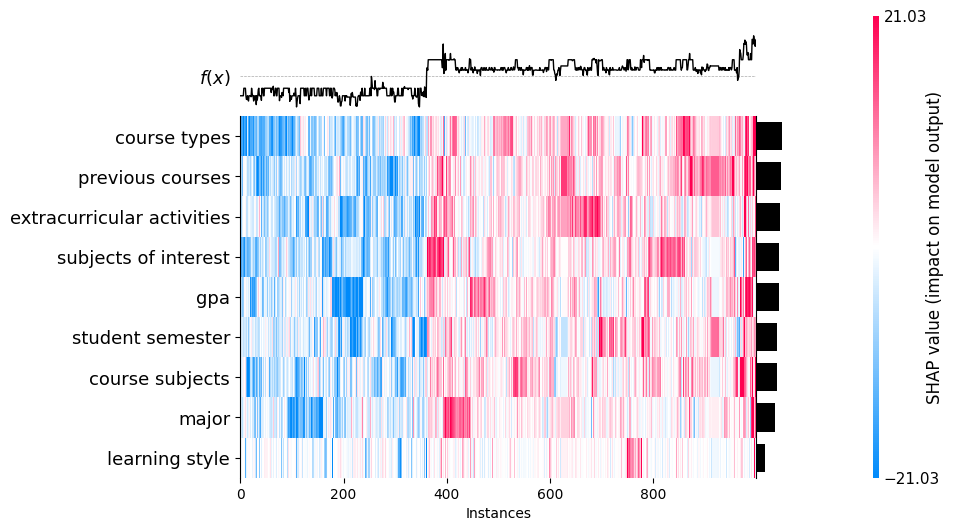 21.03
f(x)
course types
previous courses
extracurricular activities
subjects of interest
gpa
student semester
course subjects
major
learning style
SHAP value (impact on model output)
−21.03
0 200 400 600 800
Instances